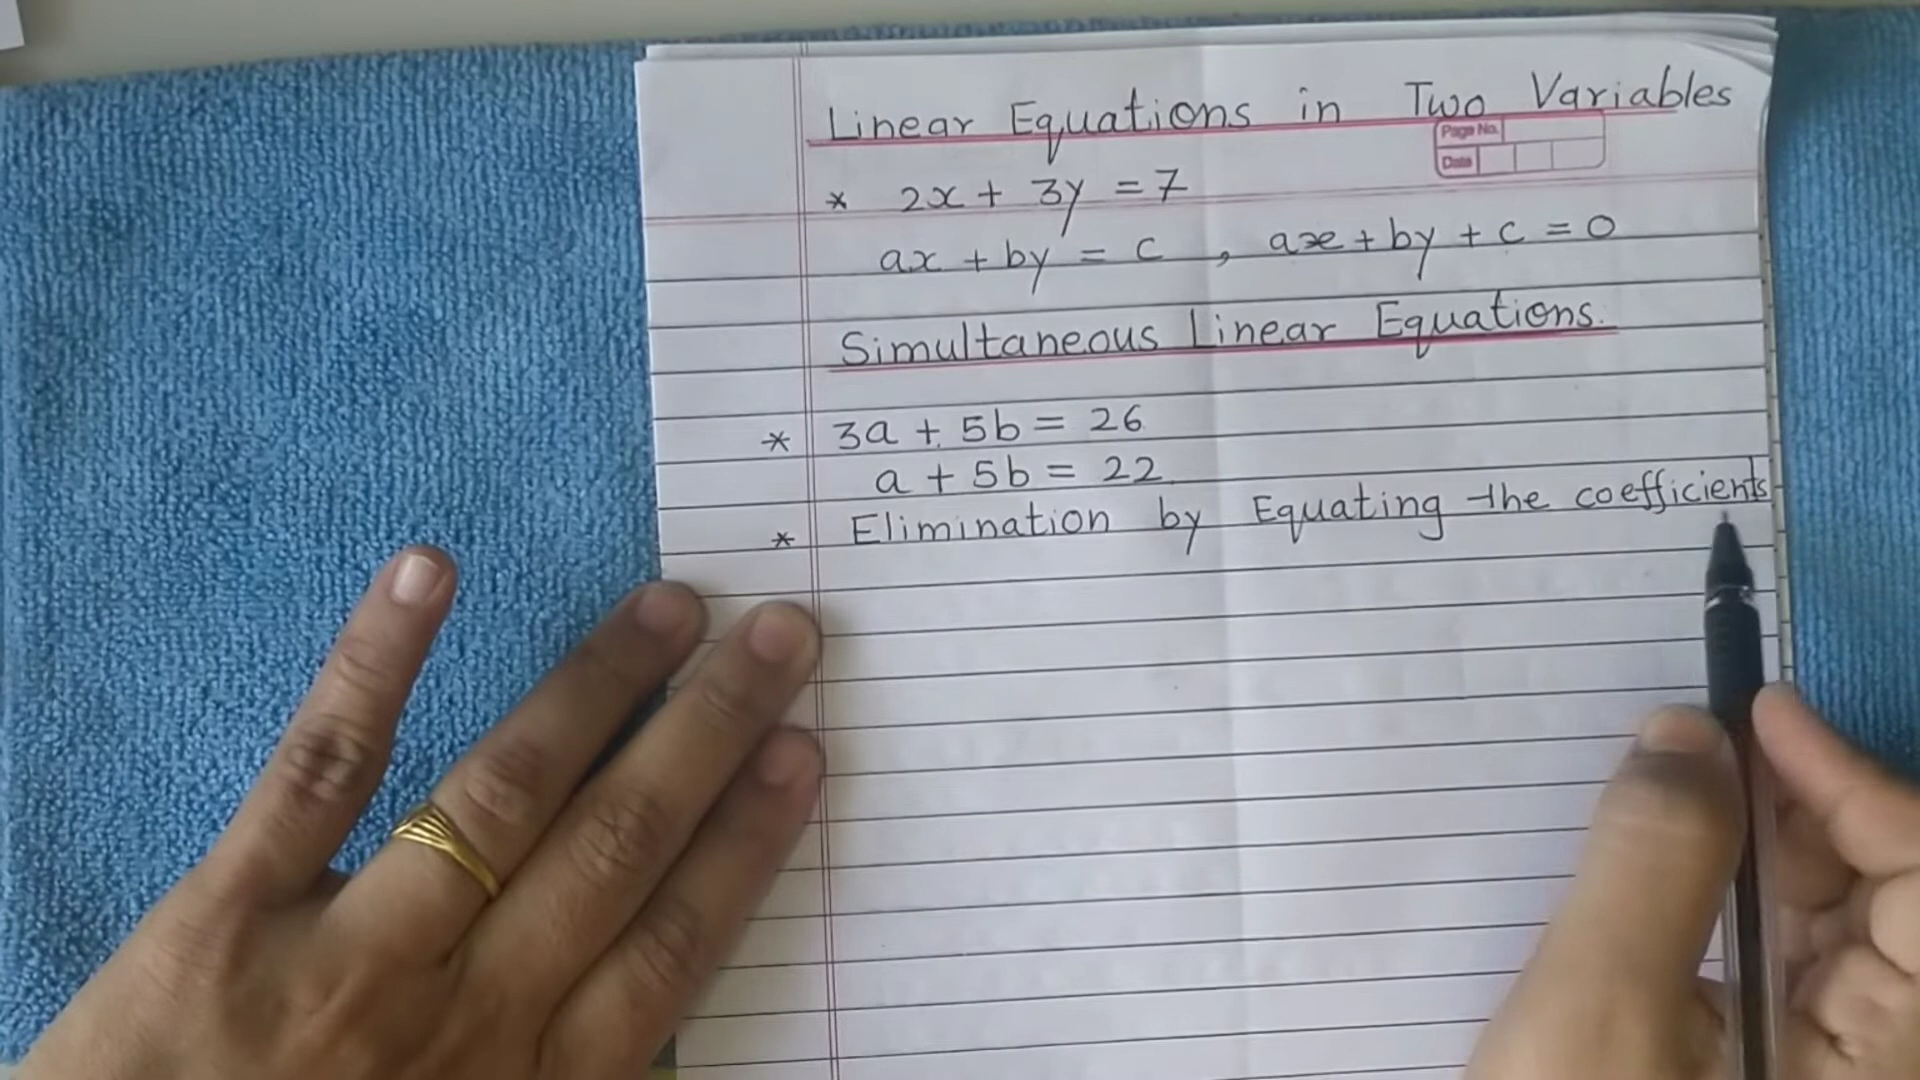 Linear Equations in Two Variables
Page No.
Date
* 2x + 3y = 7
ax + by = c , ax + by + c = 0
Simultaneous Linear Equations.
* 3a + 5b = 26
a + 5b = 22
* Elimination by Equating the coefficients